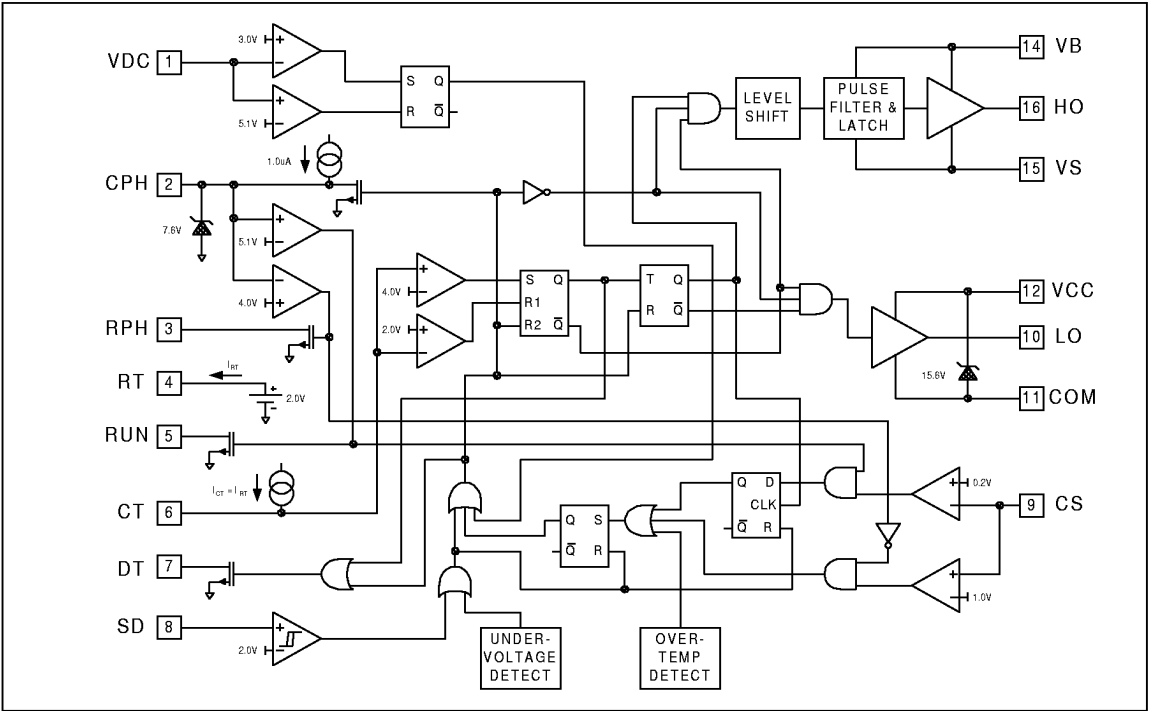 VDC 1
3.0V
5.1V
S Q
R Q
1.0uA
CPH 2
7.6V
5.1V
4.0V
RPH 3
RT 4
IRT
2.0V
RUN 5
ICT = IRT
CT 6
DT 7
SD 8
2.0V
4.0V
2.0V
S Q
R1
R2 Q
T Q
R Q
LEVEL
SHIFT
PULSE
FILTER &
LATCH
14 VB
16 HO
15 VS
12 VCC
10 LO
15.6V
11 COM
Q D
CLK
Q R
Q S
Q R
0.2V
9 CS
1.0V
UNDER-
VOLTAGE
DETECT
OVER-
TEMP
DETECT